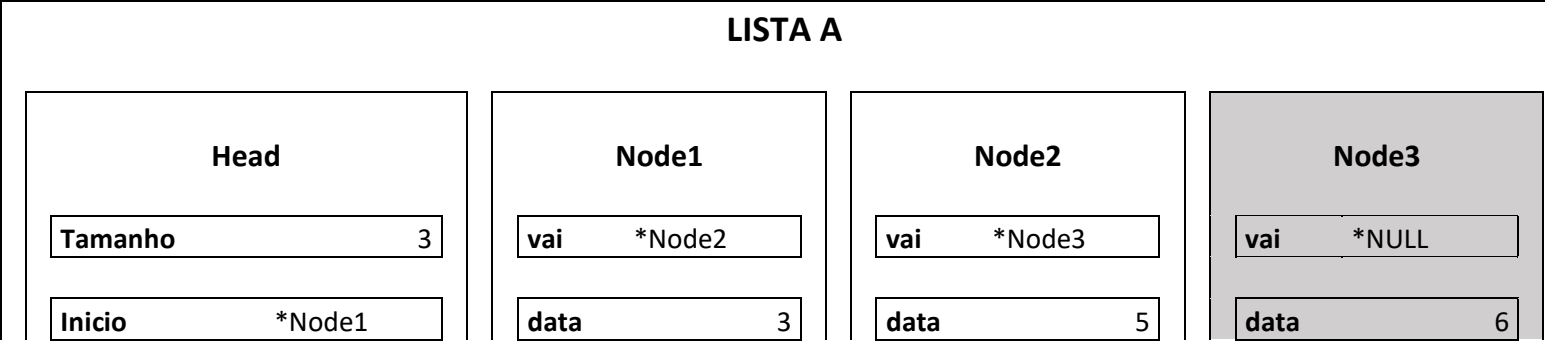 LISTA A
Head Node1 Node2 Node3
Tamanho 3 vai *Node2 vai *Node3 vai *NULL
Inicio *Node1 data 3 data 5 data 6